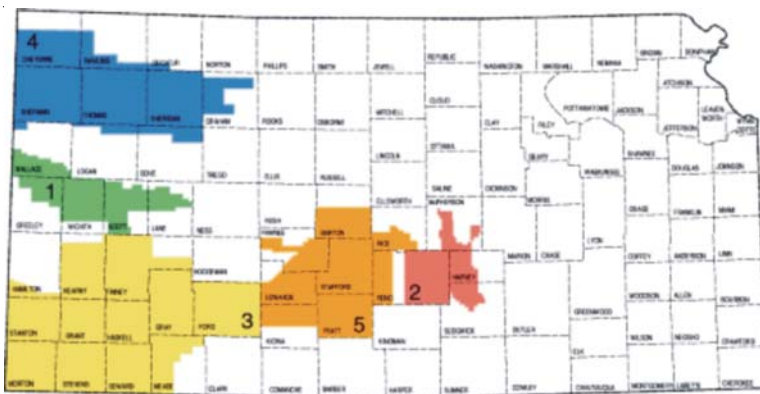 4
CHEYENNE
RAWLINS
DECATUR
NORTON
PHILLIPS
SMITH
JEWELL
REPUBLIC
WASHINGTON
MARSHALL
NEMAHA
BROWN
DONIPHAN
SHERMAN
THOMAS
SHERIDAN
GRAHAM
ROOKS
OSBORNE
MITCHELL
CLOUD
CLAY
RILEY
POTTAWATOMIE
JACKSON
ATCHISON
JEFFERSON
LEAVEN
WORTH
OTTAWA
LINCOLN
SHAWNEE
WALLACE
LOGAN
GOVE
TREGO
ELLIS
RUSSELL
ELLSWORTH
SALINE
DICKINSON
GEARY
MORRIS
WABAUNSEE
DOUGLAS
JOHNSON
1
GREELEY
WICHITA
SCOTT
LANE
NESS
RUSH
PAWNEE
BARTON
RICE
McPHERSON
MARION
CHASE
LYON
OSAGE
FRANKLIN
MIAMI
HAMILTON
KEARNY
FINNEY
HODGEMAN
EDWARDS
STAFFORD
RENO
2
HARVEY
COFFEY
ANDERSON
LINN
STANTON
GRANT
HASKELL
GRAY
FORD
3
KIOWA
PRATT
5
KINGMAN
SEDGWICK
BUTLER
GREENWOOD
WOODSON
ALLEN
BOURBON
ELK
WILSON
NEOSHO
CRAWFORD
MORTON
STEVENS
SEWARD
MEADE
CLARK
COMANCHE
BARBER
HARPER
SUMNER
COWLEY
CHAUTAUQUA
MONTGOMERY
LABETTE
CHEROKEE